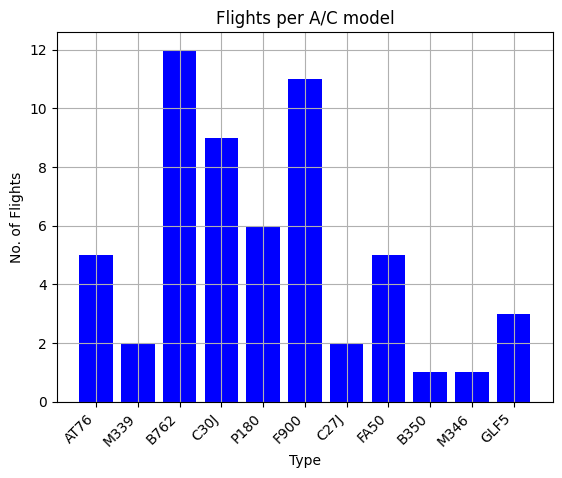 Flights per A/C model
No. of Flights
12
10
8
6
4
2
0
AT76
M339
B762
C30J
P180
F900
C27J
FA50
B350
M346
GLF5
Type